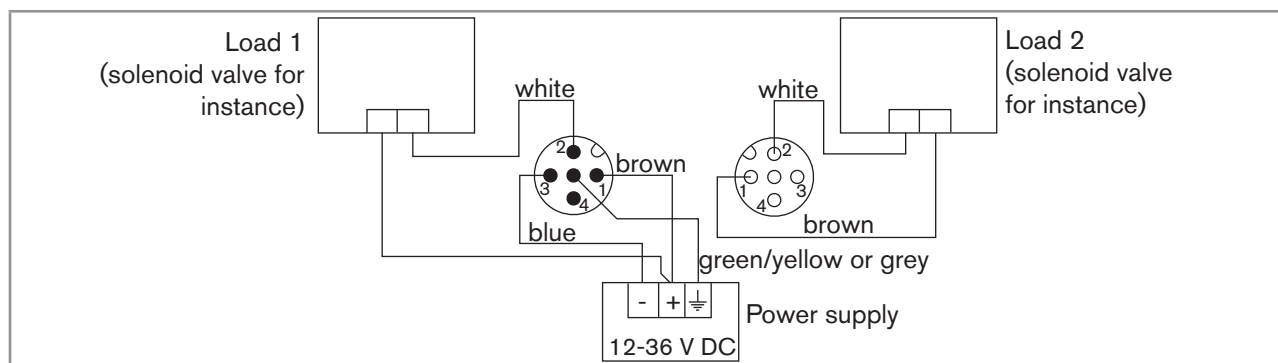 Load 1
(solenoid valve for
instance)
white
2
brown
3
1
4
blue
white
2
1
3
4
brown
Load 2
(solenoid valve
for instance)
green/yellow or grey
- +
Power supply
12-36 V DC